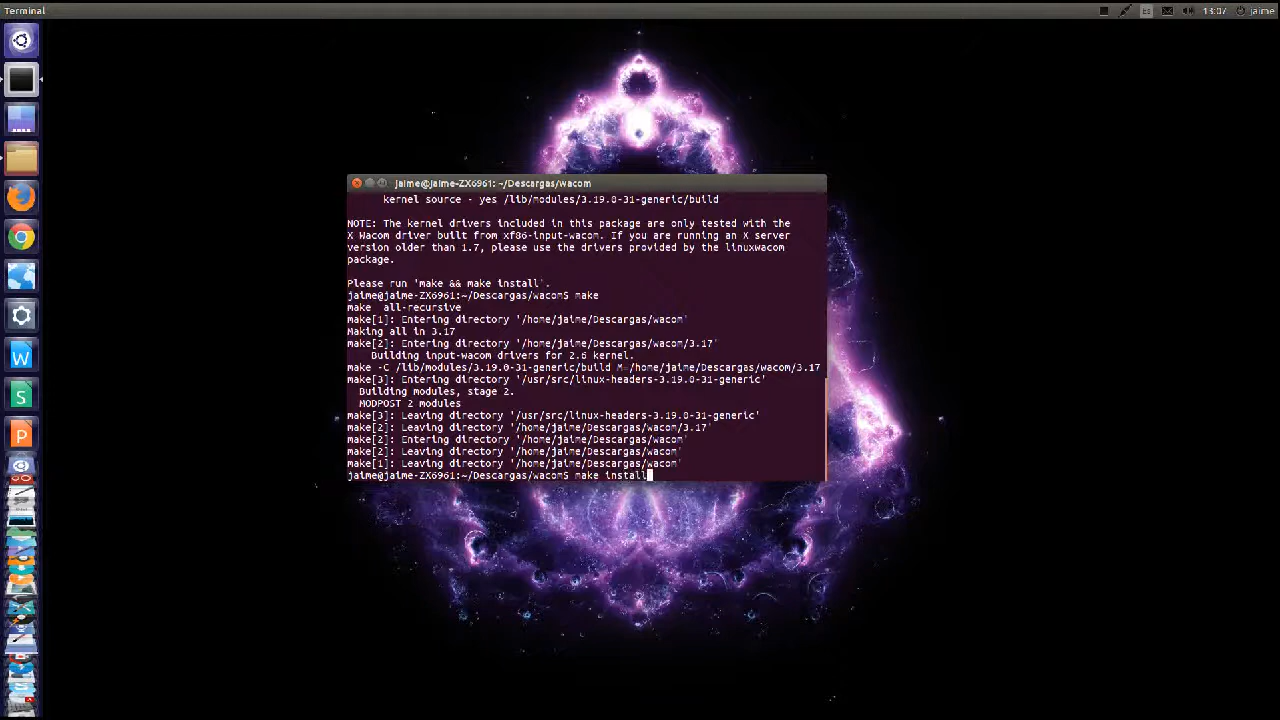 Terminal
ES
13:07
jaime
jaime@jaime-ZX6961: ~/Descargas/wacom
kernel source - yes /lib/modules/3.19.0-31-generic/build
NOTE: The kernel drivers included in this package are only tested with the
X Wacom driver built from xf86-input-wacom. If you are running an X server
version older than 1.7, please use the drivers provided by the linuxwacom
package.
Please run 'make && make install`.
jaime@jaime-ZX6961:~/Descargas/wacom$ make
make  all-recursive
make[1]: Entering directory '/home/jaime/Descargas/wacom'
Making all in 3.17
make[2]: Entering directory '/home/jaime/Descargas/wacom/3.17'
Building input-wacom drivers for 2.6 kernel.
make -C /lib/modules/3.19.0-31-generic/build M=/home/jaime/Descargas/wacom/3.17
make[3]: Entering directory '/usr/src/linux-headers-3.19.0-31-generic'
Building modules, stage 2.
MODPOST 2 modules
make[3]: Leaving directory '/usr/src/linux-headers-3.19.0-31-generic'
make[2]: Leaving directory '/home/jaime/Descargas/wacom/3.17'
make[2]: Entering directory '/home/jaime/Descargas/wacom'
make[2]: Leaving directory '/home/jaime/Descargas/wacom'
make[1]: Leaving directory '/home/jaime/Descargas/wacom'
jaime@jaime-ZX6961:~/Descargas/wacom$ make install
W
S
P